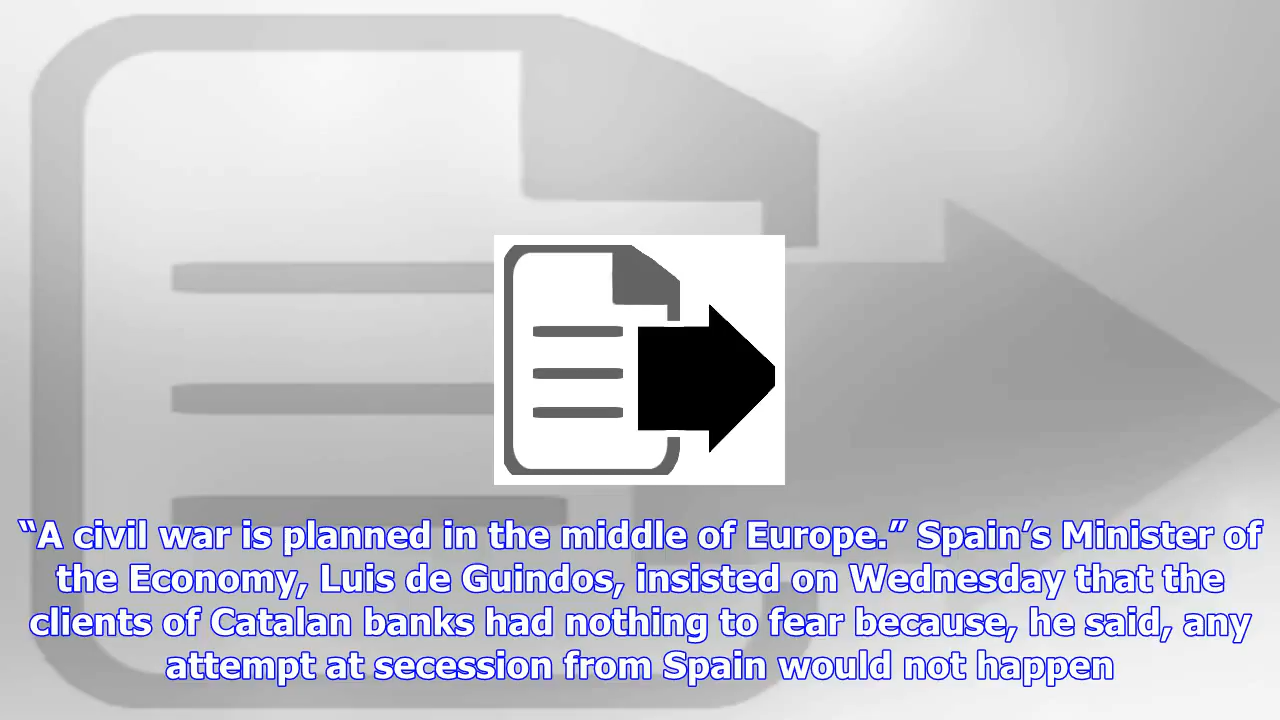 “A civil war is planned in the middle of Europe.” Spain’s Minister of
the Economy, Luis de Guindos, insisted on Wednesday that the
clients of Catalan banks had nothing to fear because, he said, any
attempt at secession from Spain would not happen